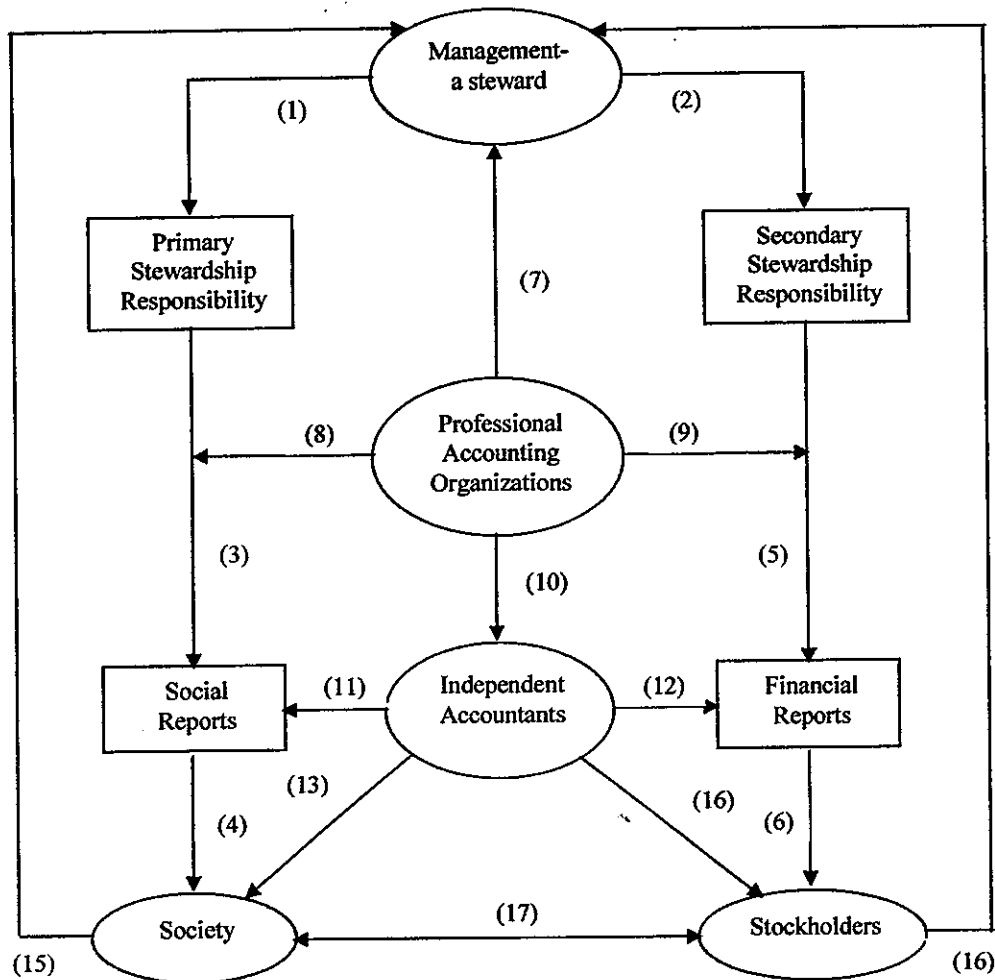 Management-
a steward
(1)
(2)
Primary
Stewardship
Responsibility
Secondary
Stewardship
Responsibility
(7)
Professional
Accounting
Organizations
(8)
(9)
(3)
(5)
(10)
Social
Reports
(11)
Independent
Accountants
(12)
Financial
Reports
(13)
(16)
(4)
(6)
Society
(17)
Stockholders
(15)
(16)